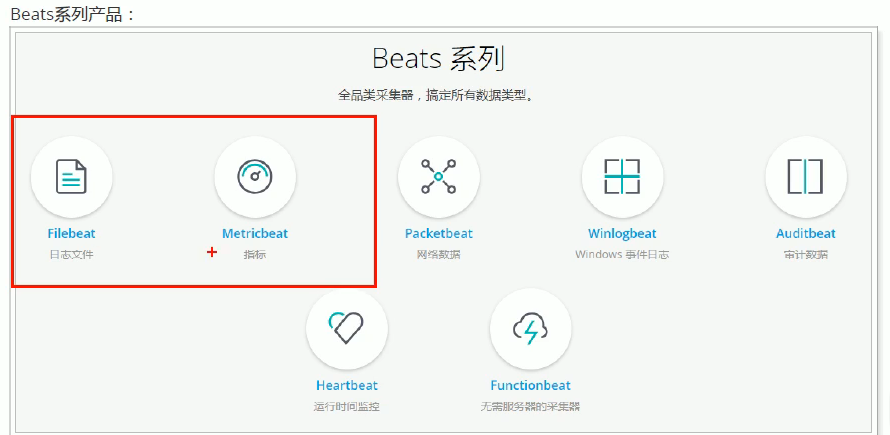 Beats系列产品：
Beats 系列
全品类采集器，搞定所有数据类型。
Filebeat Metricbeat Packetbeat Winlogbeat Auditbeat
日志文件 指标 网络数据 Windows 事件日志 审计数据
Heartbeat Functionbeat
运行时间监控 无需服务器的采集器